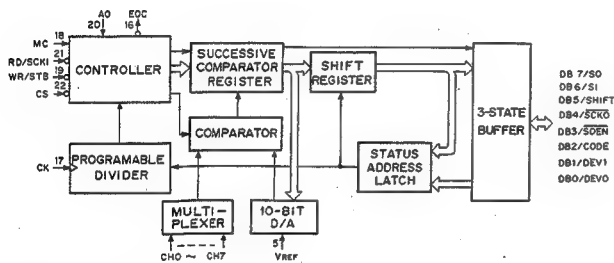 A0 EOC
20 16
MC 18
RD/SCKI 21
WR/STB 19
CS 22
CONTROLLER
SUCCESSIVE
COMPARATOR
REGISTER
SHIFT
REGISTER
3-STATE
BUFFER
DB 7/SO
DB6/SI
DB5/SHIFT
DB4/SCKO
DB3/SOEN
DB2/CODE
DB1/DEV1
DB0/DEV0
COMPARATOR
CK 17
PROGRAMABLE
DIVIDER
STATUS
ADDRESS
LATCH
MULTI-
PLEXER
10-BIT
D/A
CH0 ~ CH7
5 VREF